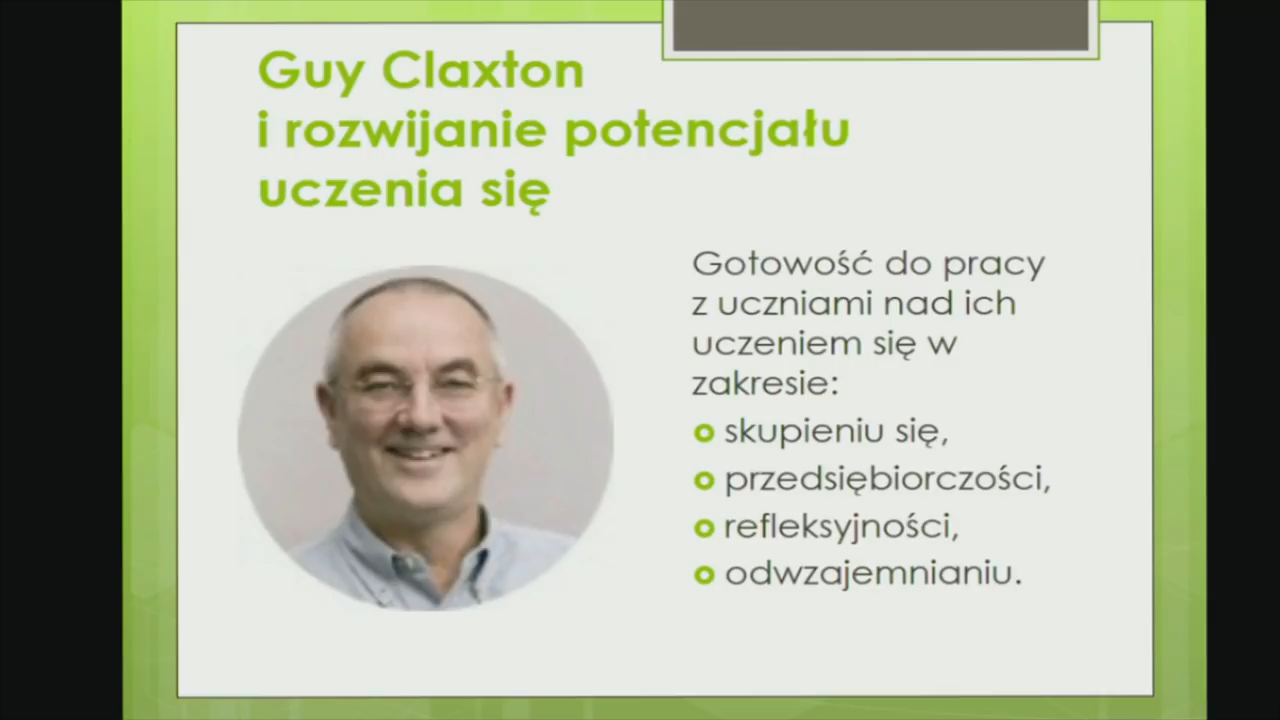 Guy Claxton
i rozwijanie potencjału
uczenia się
Gotowość do pracy
z uczniami nad ich
uczeniem się w
zakresie:
skupieniu się,
przedsiębiorczości,
refleksyjności,
odwzajemnianiu.